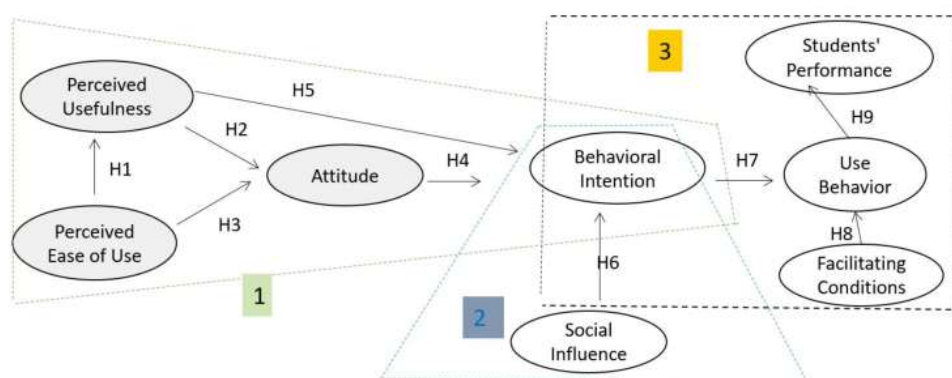 3
Students'
Performance
Perceived
Usefulness
H5
H2
H9
H1
Attitude
H4
Behavioral
Intention
H7
Use
Behavior
H3
Perceived
Ease of Use
H8
H6
Facilitating
Conditions
1
2
Social
Influence